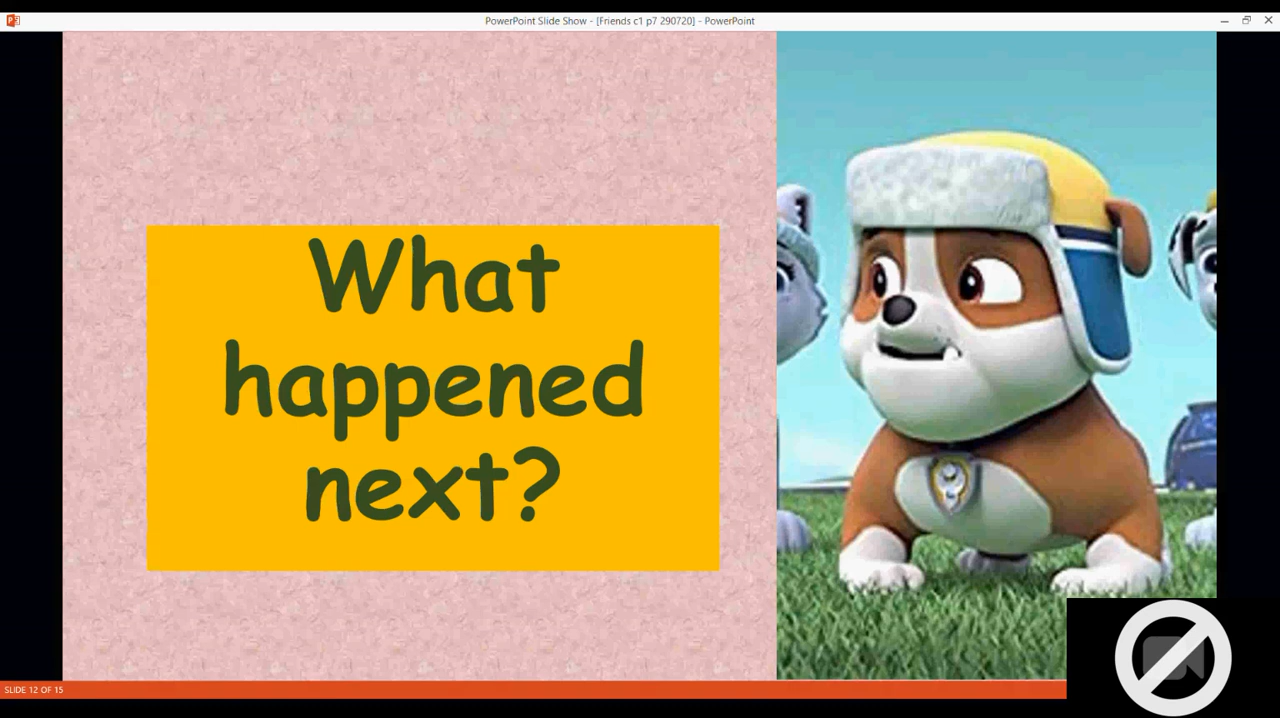 PowerPoint Slide Show - [Friends c1 p7 290720] - PowerPoint
What
happened
next?
SLIDE 12 OF 15